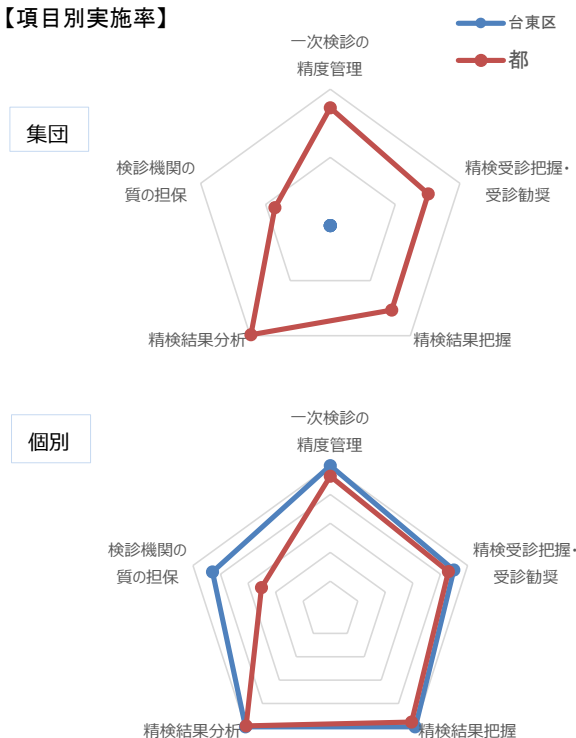 【項目別実施率】
台東区
都
集団
一次検診の
精度管理
精検受診把握・
受診勧奨
精検結果把握
精検結果分析
検診機関の
質の担保
個別
一次検診の
精度管理
精検受診把握・
受診勧奨
精検結果把握
精検結果分析
検診機関の
質の担保